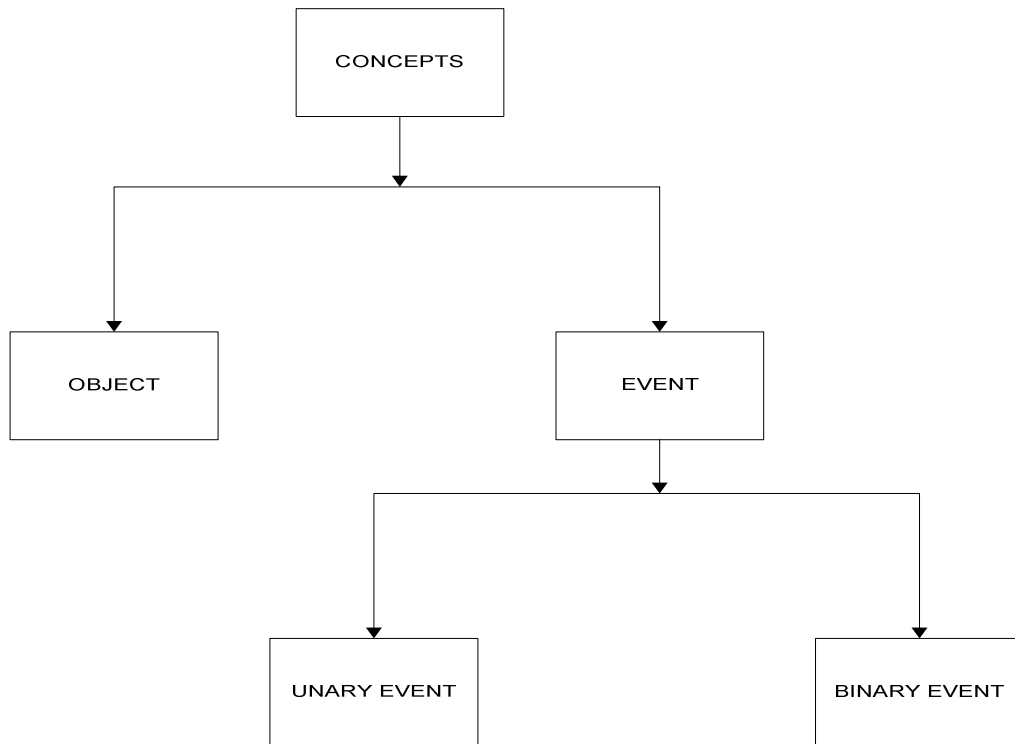 CONCEPTS
OBJECT
EVENT
UNARY EVENT
BINARY EVENT